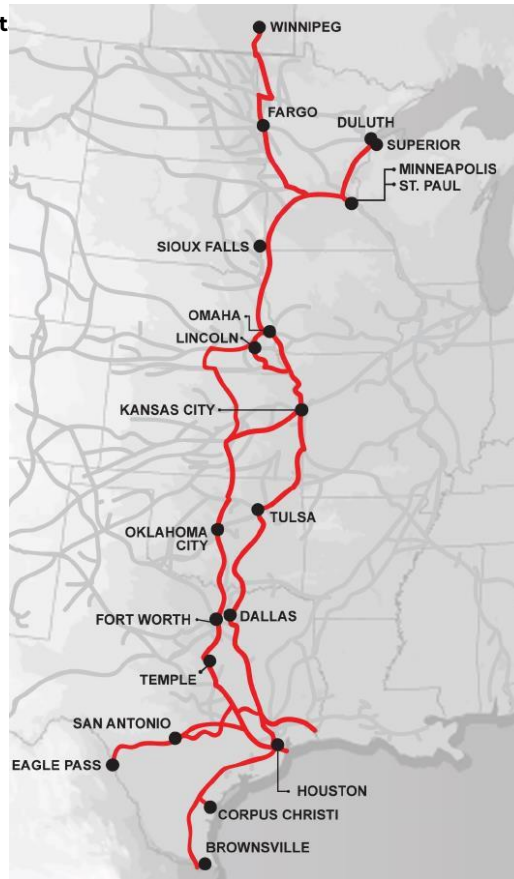 t
WINNIPEG
FARGO
DULUTH
SUPERIOR
MINNEAPOLIS
ST. PAUL
SIOUX FALLS
OMAHA
LINCOLN
KANSAS CITY
TULSA
OKLAHOMA
CITY
FORT WORTH
DALLAS
TEMPLE
SAN ANTONIO
EAGLE PASS
HOUSTON
CORPUS CHRISTI
BROWNSVILLE